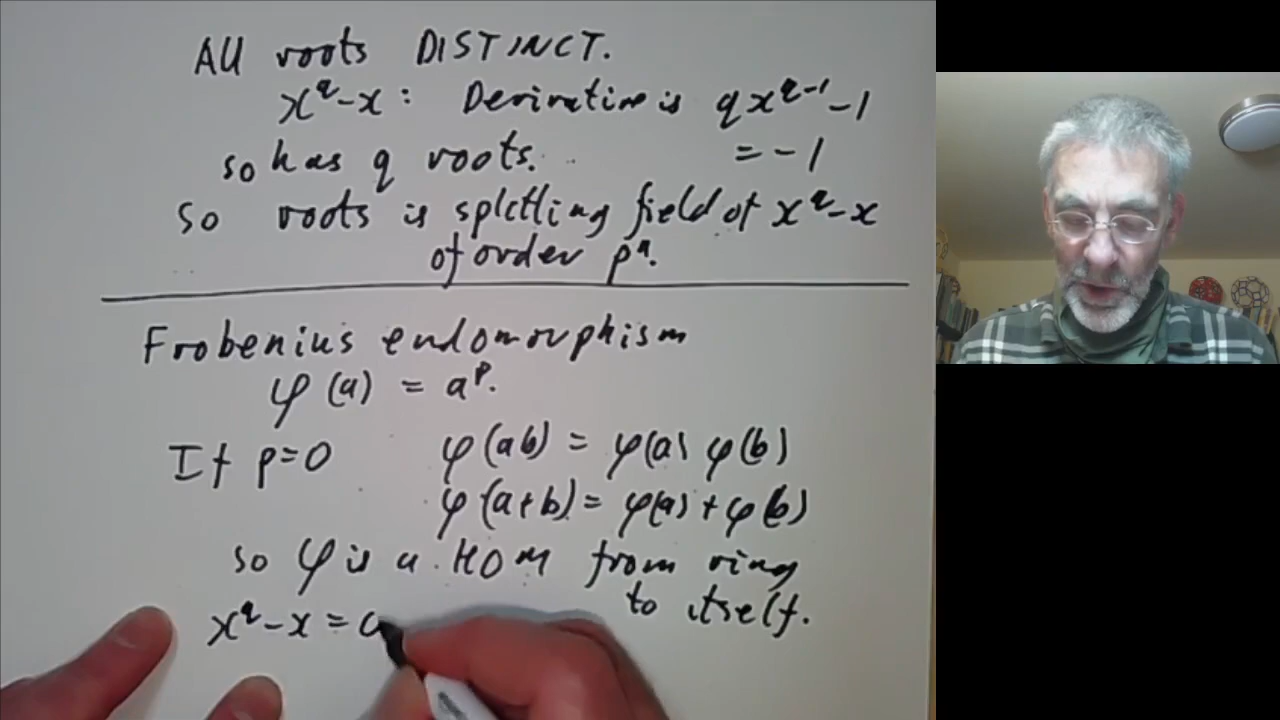 All roots DISTINCT.
x^q - x : Derivative is qx^{q-1} - 1
so has q roots. = -1
So roots is splitting field of x^q - x
of order p^n.
Frobenius endomorphism
φ(a) = a^p.
If p=0 φ(ab) = φ(a) φ(b)
φ(a+b) = φ(a) + φ(b)
so φ is a HOM from ring
to itself.
x^q - x =